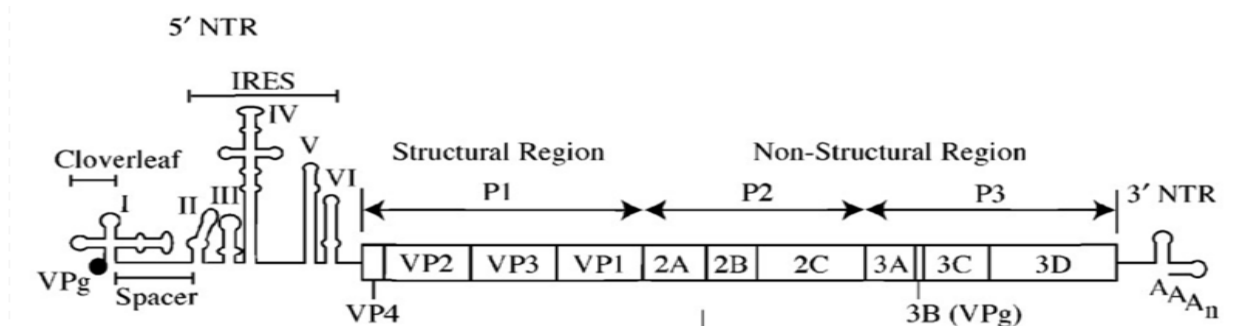 5′ NTR
IRES
IV
V
VI
Cloverleaf
I
II
III
Structural Region
Non-Structural Region
P1
P2
P3
3′ NTR
VPg
Spacer
VP4
VP2
VP3
VP1
2A
2B
2C
3A
3C
3D
3B (VPg)
AAAn